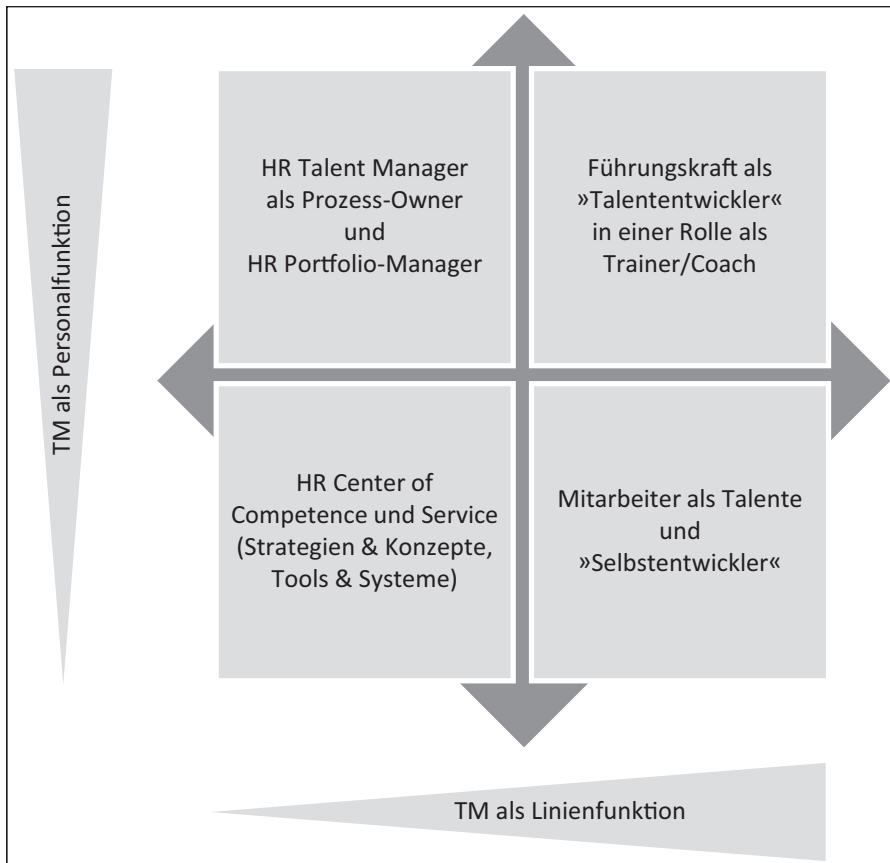 TM als Personalfunktion
HR Talent Manager
als Prozess-Owner
und
HR Portfolio-Manager
Führungskraft als
»Talententwickler«
in einer Rolle als
Trainer/Coach
HR Center of
Competence und Service
(Strategien & Konzepte,
Tools & Systeme)
Mitarbeiter als Talente
und
»Selbstentwickler«
TM als Linienfunktion